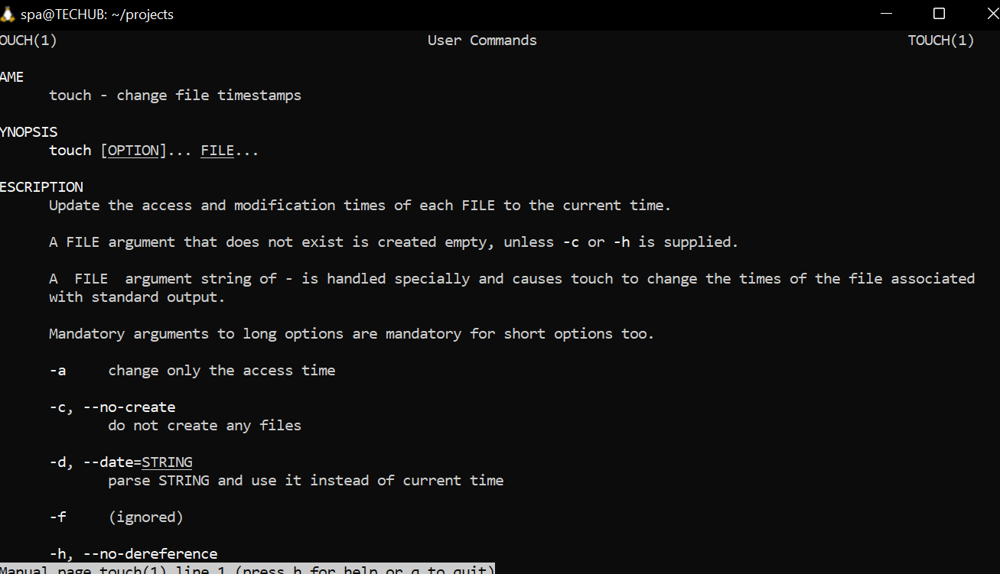 spa@TECHUB: ~/projects
OUCH(1) User Commands TOUCH(1)
AME
touch - change file timestamps
YNOPSIS
touch [OPTION]... FILE...
ESCRIPTION
Update the access and modification times of each FILE to the current time.
A FILE argument that does not exist is created empty, unless -c or -h is supplied.
A FILE argument string of - is handled specially and causes touch to change the times of the file associated
with standard output.
Mandatory arguments to long options are mandatory for short options too.
-a change only the access time
-c, --no-create
do not create any files
-d, --date=STRING
parse STRING and use it instead of current time
-f (ignored)
-h, --no-dereference
Manual page touch(1) line 1 (press h for help or q to quit)